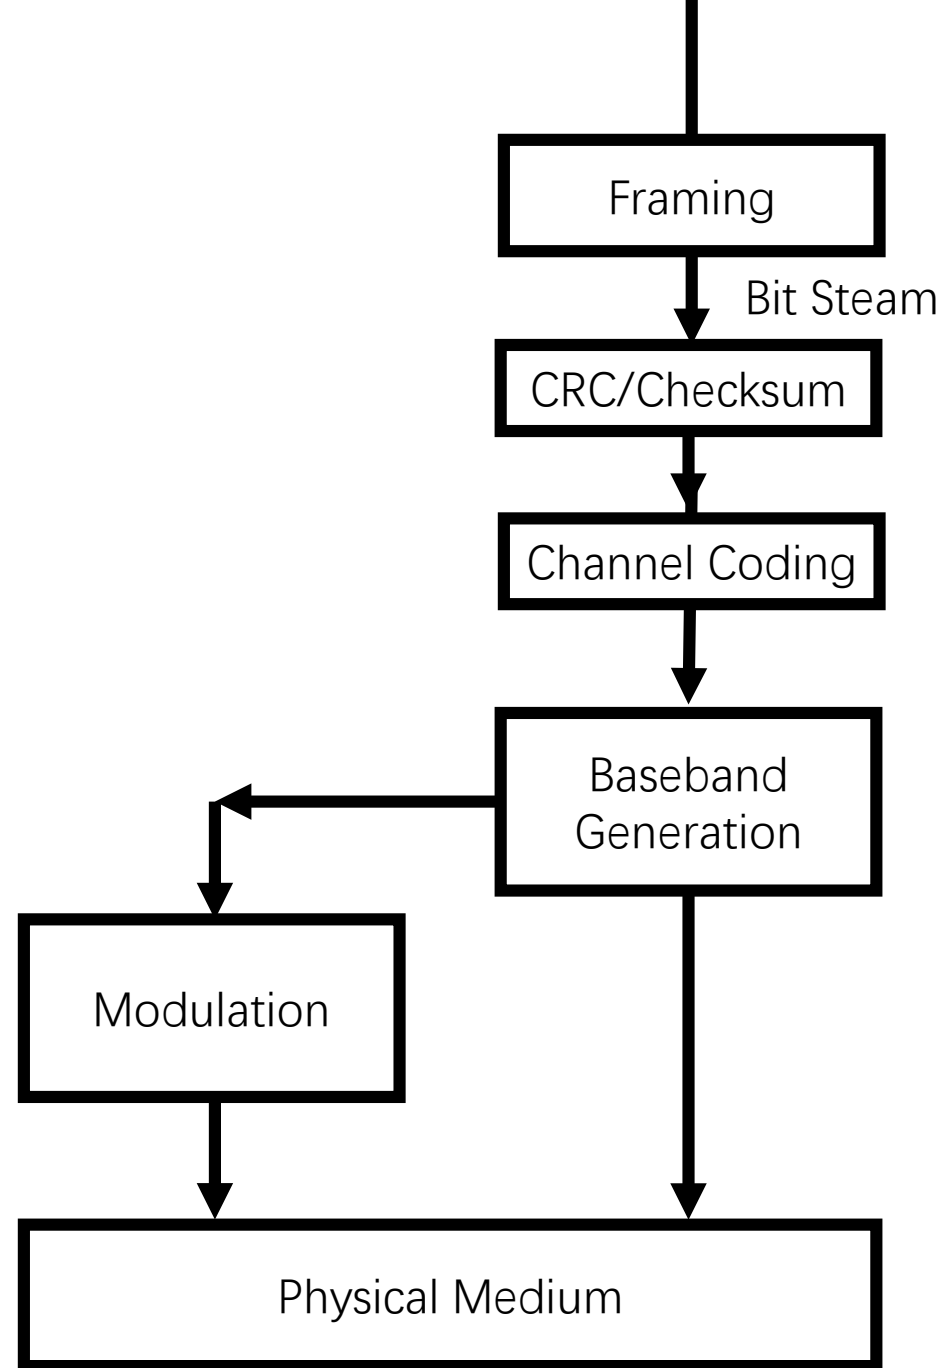 Framing
Bit Steam
CRC/Checksum
Channel Coding
Baseband
Generation
Modulation
Physical Medium